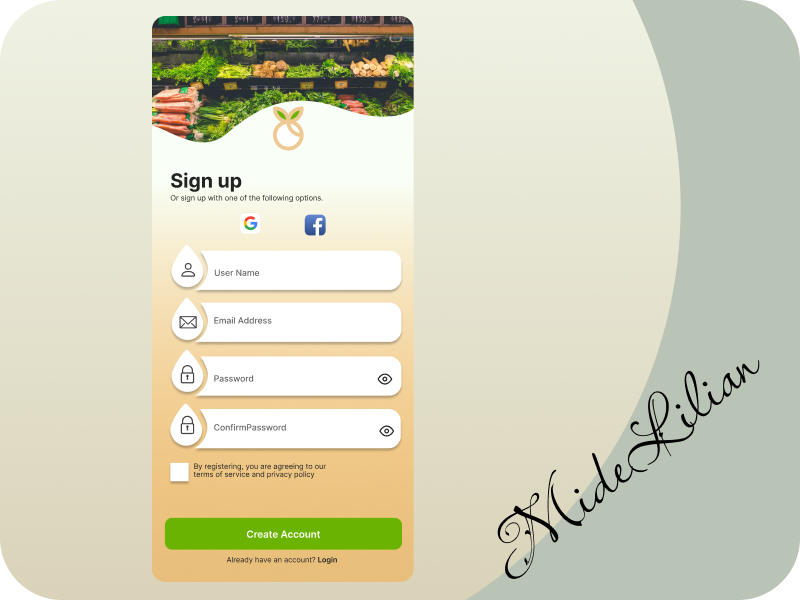 Sign up
Or sign up with one of the following options.
G
f
User Name
Email Address
Password
ConfirmPassword
By registering, you are agreeing to our
terms of service and privacy policy
Create Account
Already have an account? Login
MideLilian